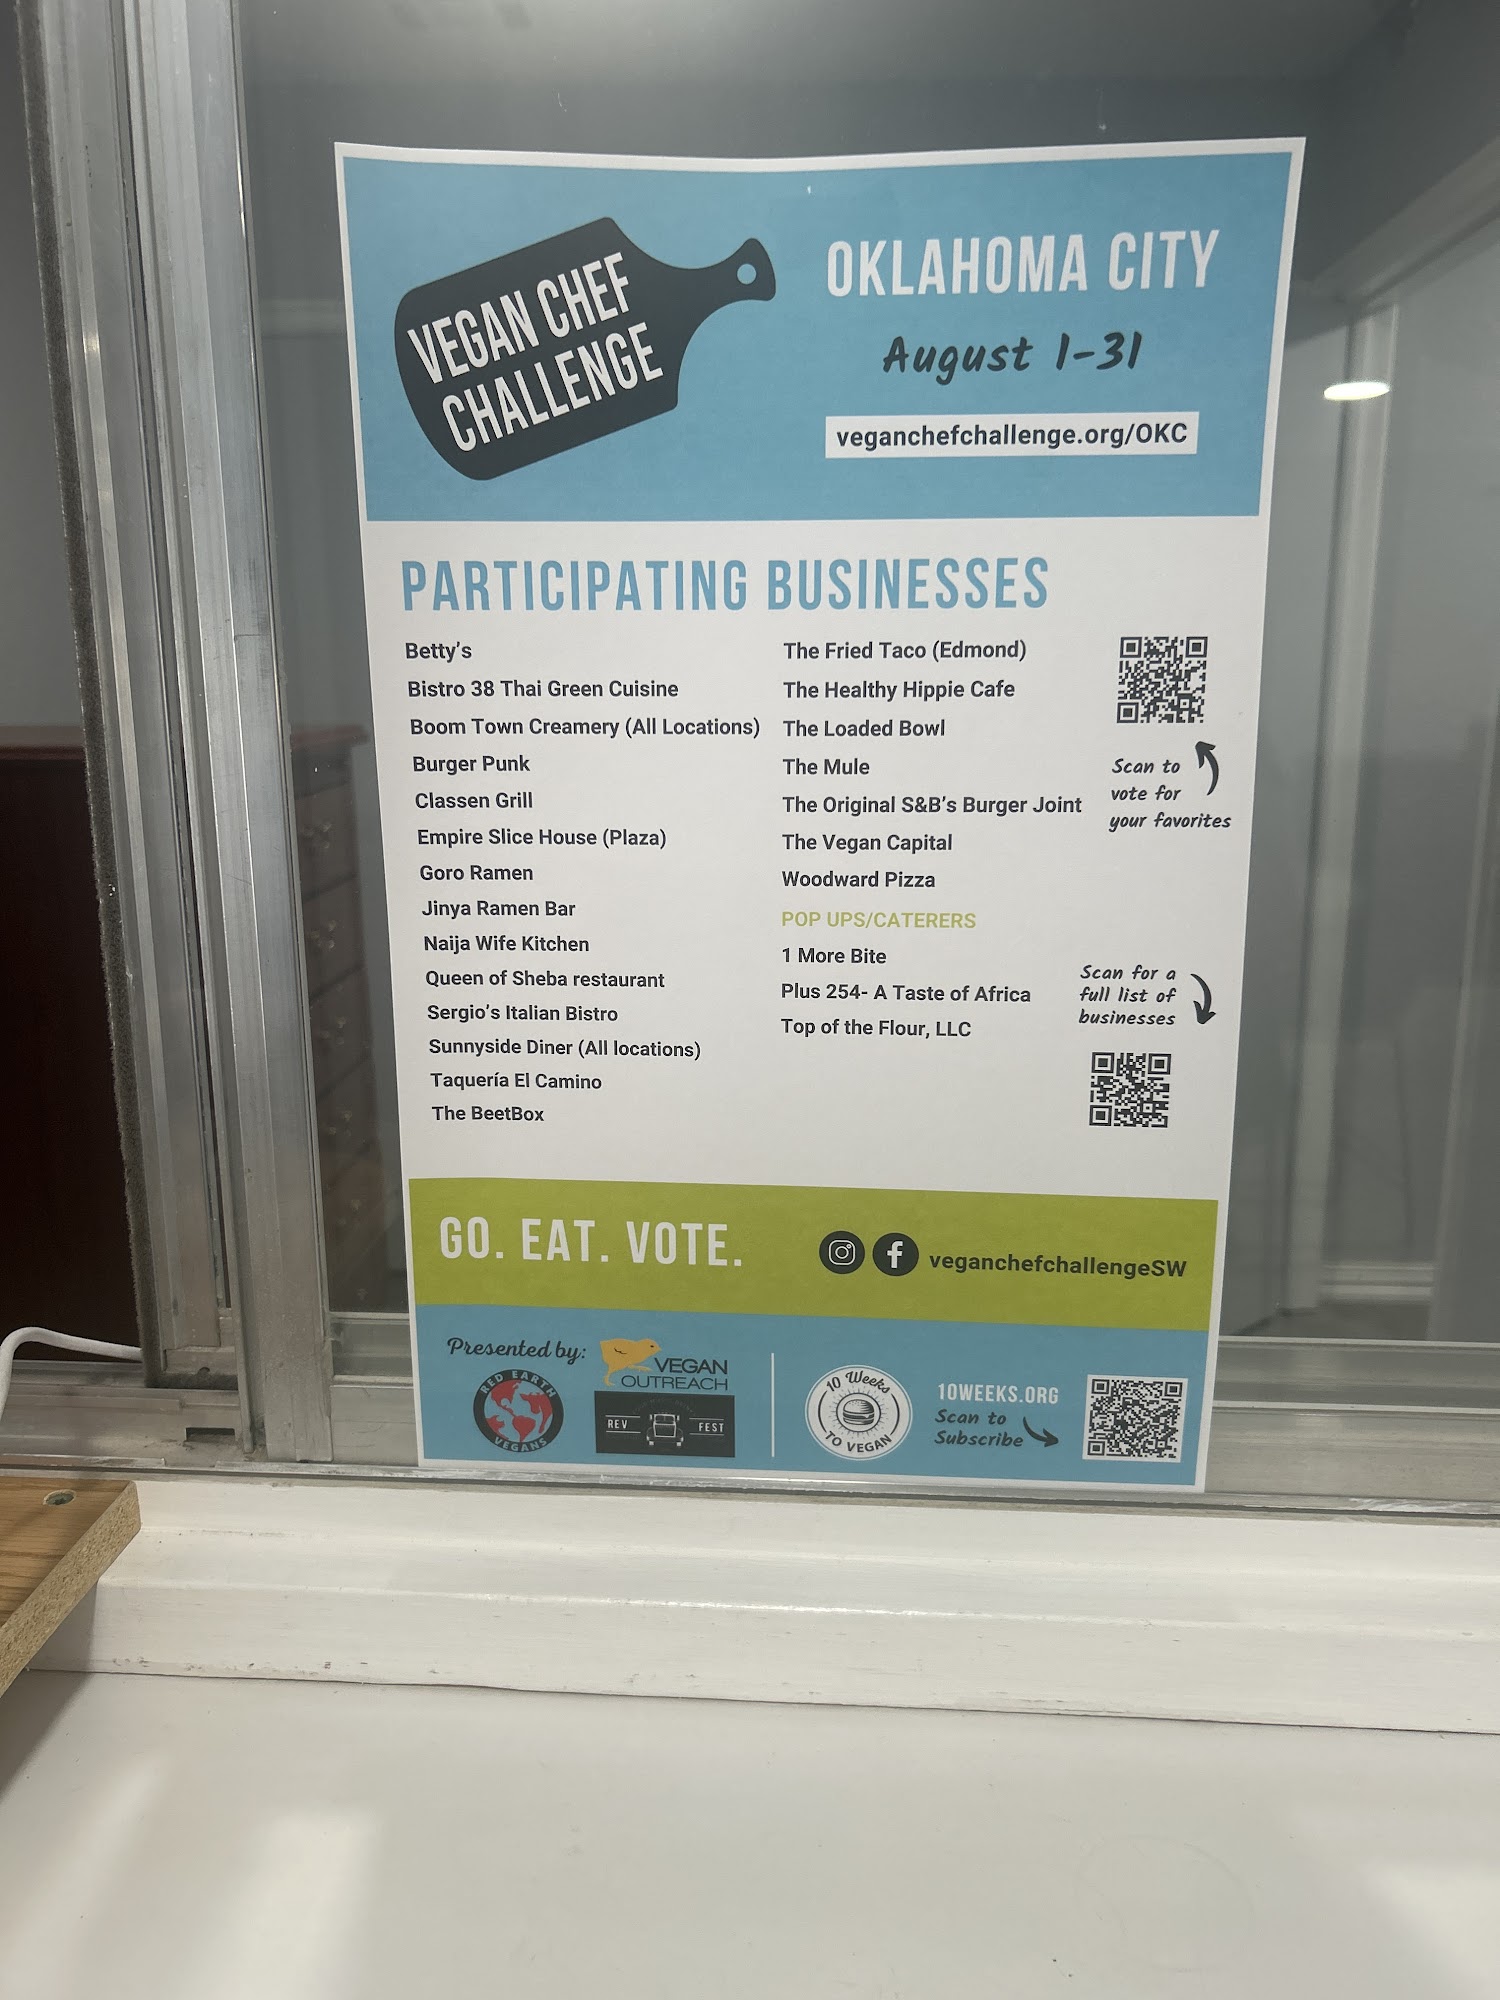 VEGAN CHEF
CHALLENGE
OKLAHOMA CITY
August 1-31
veganchefchallenge.org/OKC
PARTICIPATING BUSINESSES
Betty's
Bistro 38 Thai Green Cuisine
Boom Town Creamery (All Locations)
Burger Punk
Classen Grill
Empire Slice House (Plaza)
Goro Ramen
Jinya Ramen Bar
Naija Wife Kitchen
Queen of Sheba restaurant
Sergio's Italian Bistro
Sunnyside Diner (All locations)
Taquería El Camino
The BeetBox
The Fried Taco (Edmond)
The Healthy Hippie Cafe
The Loaded Bowl
The Mule
The Original S&B's Burger Joint
The Vegan Capital
Woodward Pizza
POP UPS/CATERERS
1 More Bite
Plus 254- A Taste of Africa
Top of the Flour, LLC
Scan to
vote for
your favorites
Scan for a
full list of
businesses
GO. EAT. VOTE.
veganchefchallengeSW
Presented by:
RED EARTH
VEGANS
VEGAN
OUTREACH
REV FEST
10 Weeks
TO VEGAN
10WEEKS.ORG
Scan to
Subscribe